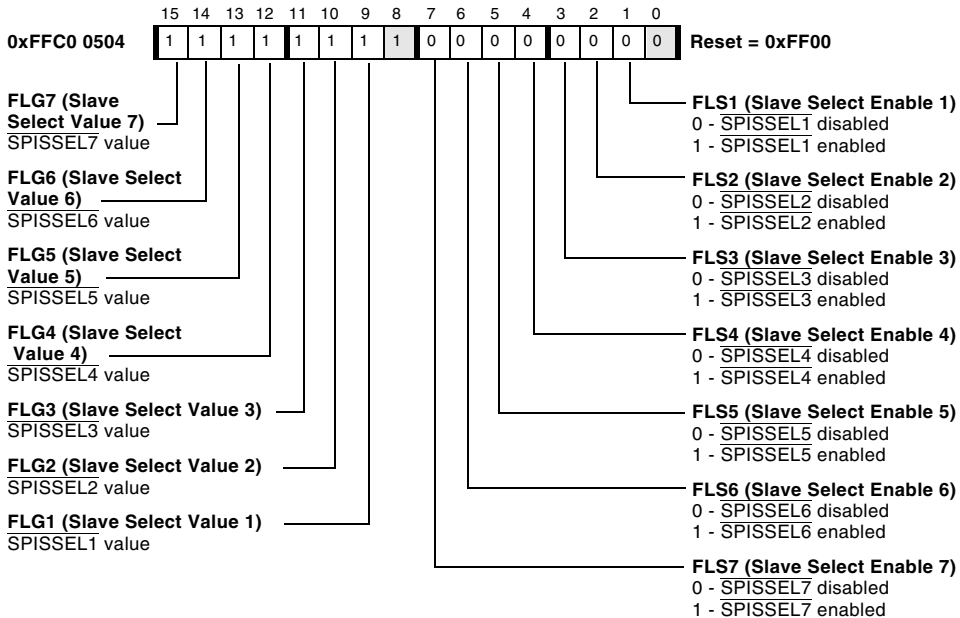 15 14 13 12 11 10 9 8 7 6 5 4 3 2 1 0
0xFFC0 0504
1 1 1 1 1 1 1 1 0 0 0 0 0 0 0 0
Reset = 0xFF00
FLG7 (Slave
Select Value 7)
SPISSEL7 value
FLG6 (Slave Select
Value 6)
SPISSEL6 value
FLG5 (Slave Select
Value 5)
SPISSEL5 value
FLG4 (Slave Select
Value 4)
SPISSEL4 value
FLG3 (Slave Select Value 3)
SPISSEL3 value
FLG2 (Slave Select Value 2)
SPISSEL2 value
FLG1 (Slave Select Value 1)
SPISSEL1 value
FLS1 (Slave Select Enable 1)
0 - SPISSEL1 disabled
1 - SPISSEL1 enabled
FLS2 (Slave Select Enable 2)
0 - SPISSEL2 disabled
1 - SPISSEL2 enabled
FLS3 (Slave Select Enable 3)
0 - SPISSEL3 disabled
1 - SPISSEL3 enabled
FLS4 (Slave Select Enable 4)
0 - SPISSEL4 disabled
1 - SPISSEL4 enabled
FLS5 (Slave Select Enable 5)
0 - SPISSEL5 disabled
1 - SPISSEL5 enabled
FLS6 (Slave Select Enable 6)
0 - SPISSEL6 disabled
1 - SPISSEL6 enabled
FLS7 (Slave Select Enable 7)
0 - SPISSEL7 disabled
1 - SPISSEL7 enabled